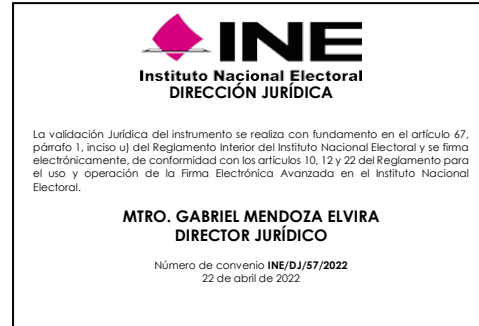 INE
Instituto Nacional Electoral
DIRECCIÓN JURÍDICA
La validación Jurídica del instrumento se realiza con fundamento en el artículo 67,
párrafo 1, inciso u) del Reglamento Interior del Instituto Nacional Electoral y se firma
electrónicamente, de conformidad con los artículos 10, 12 y 22 del Reglamento para
el uso y operación de la Firma Electrónica Avanzada en el Instituto Nacional
Electoral.
MTRO. GABRIEL MENDOZA ELVIRA
DIRECTOR JURÍDICO
Número de convenio INE/DJ/57/2022
22 de abril de 2022